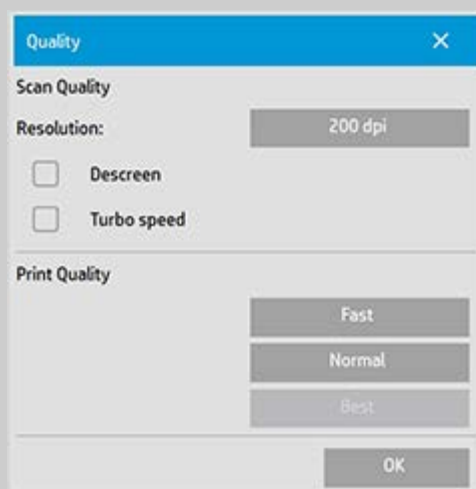 Quality
Scan Quality
Resolution: 200 dpi
Descreen
Turbo speed
Print Quality
Fast
Normal
Best
OK